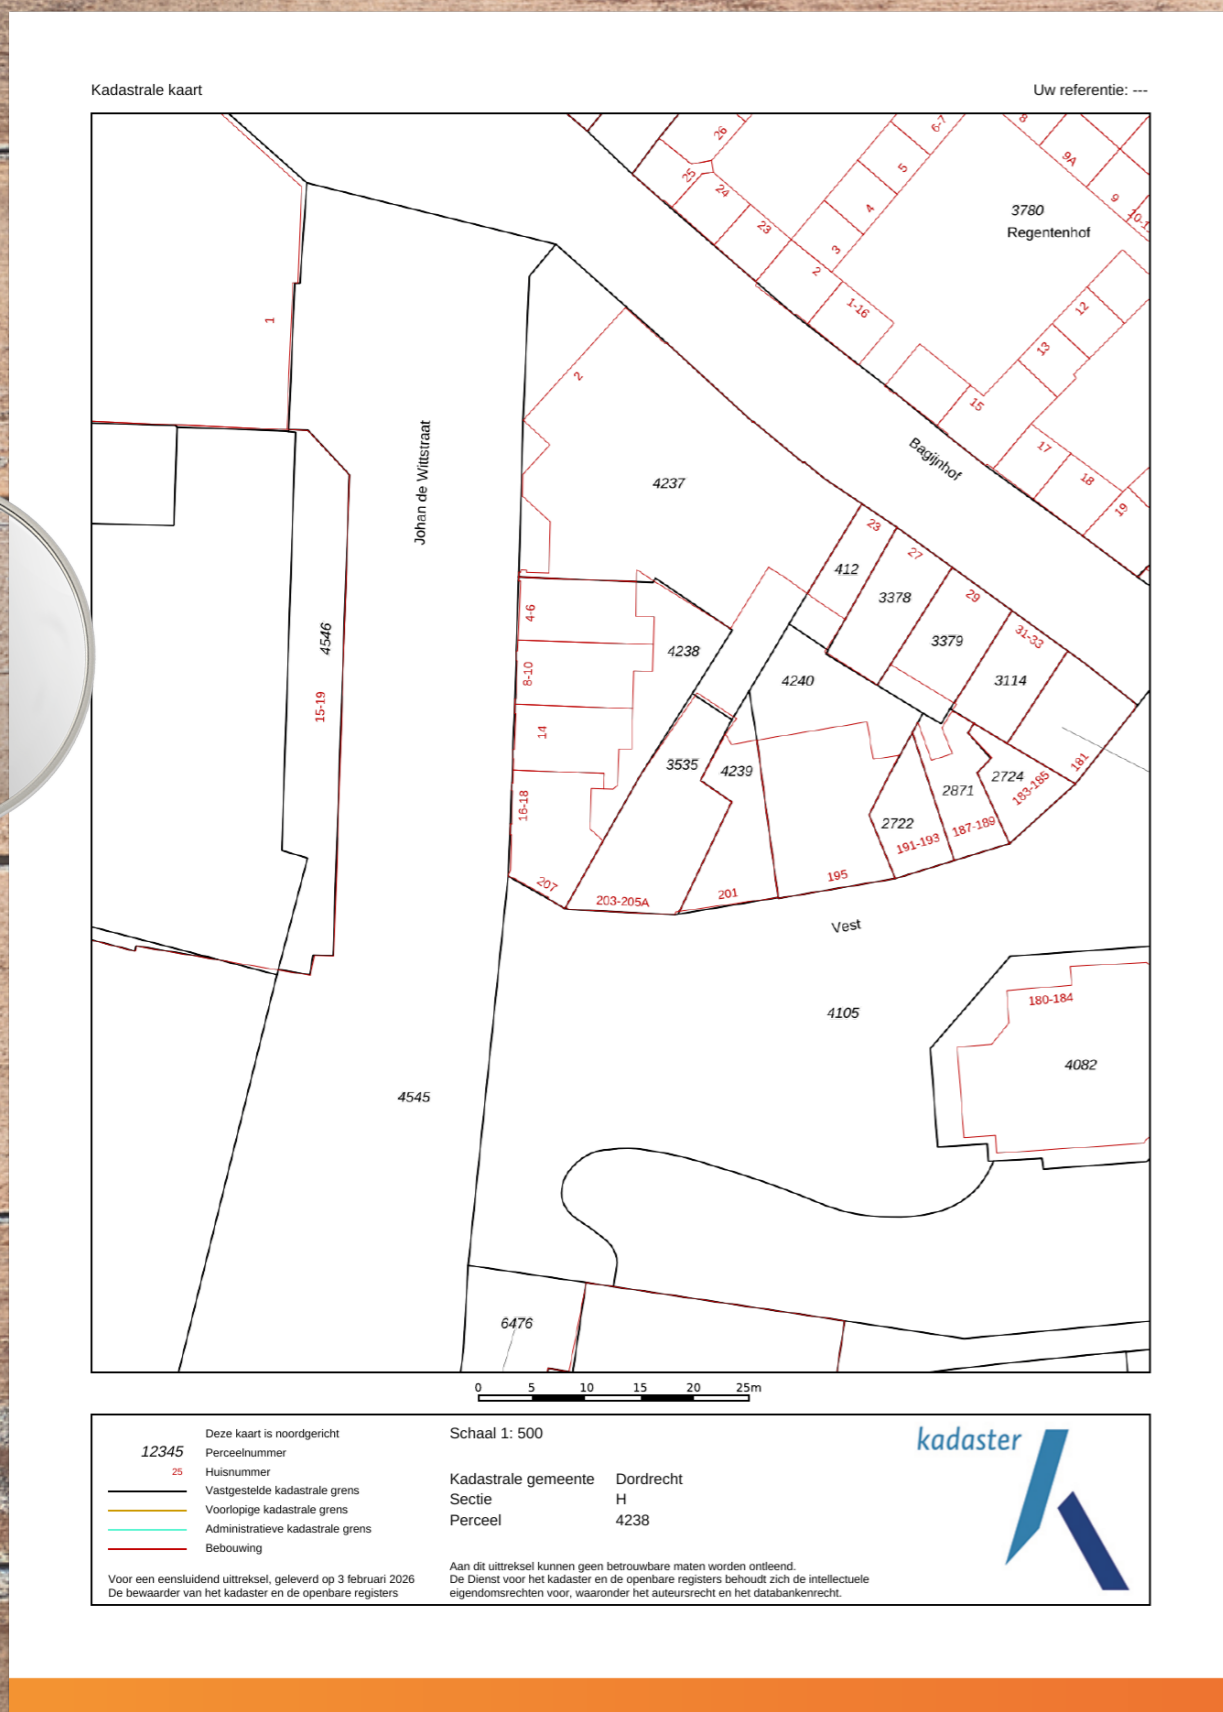 Kadastrale kaart
Uw referentie: ---
26
25
24
23
2
1-16
3
4
5
6-7
8
9A
9
3780
Regentenhof
12
13
15
17
18
19
1
2
Johan de Wittstraat
Bagijnhof
4237
23
27
29
31-33
412
3378
3379
3114
4546
15-19
4-6
8-10
14
16-18
4238
4240
3535
4239
2722
2871
2724
181
183-185
187-189
191-193
195
201
203-205A
207
Vest
4105
180-184
4082
4545
6476
0 5 10 15 20 25m
Deze kaart is noordgericht
12345 Perceelnummer
25 Huisnummer
Vastgestelde kadastrale grens
Voorlopige kadastrale grens
Administratieve kadastrale grens
Bebouwing
Voor een eensluidend uittreksel, geleverd op 3 februari 2026
De bewaarder van het kadaster en de openbare registers
Schaal 1: 500
Kadastrale gemeente Dordrecht
Sectie H
Perceel 4238
Aan dit uittreksel kunnen geen betrouwbare maten worden ontleend.
De Dienst voor het kadaster en de openbare registers behoudt zich de intellectuele
eigendomsrechten voor, waaronder het auteursrecht en het databankenrecht.
kadaster